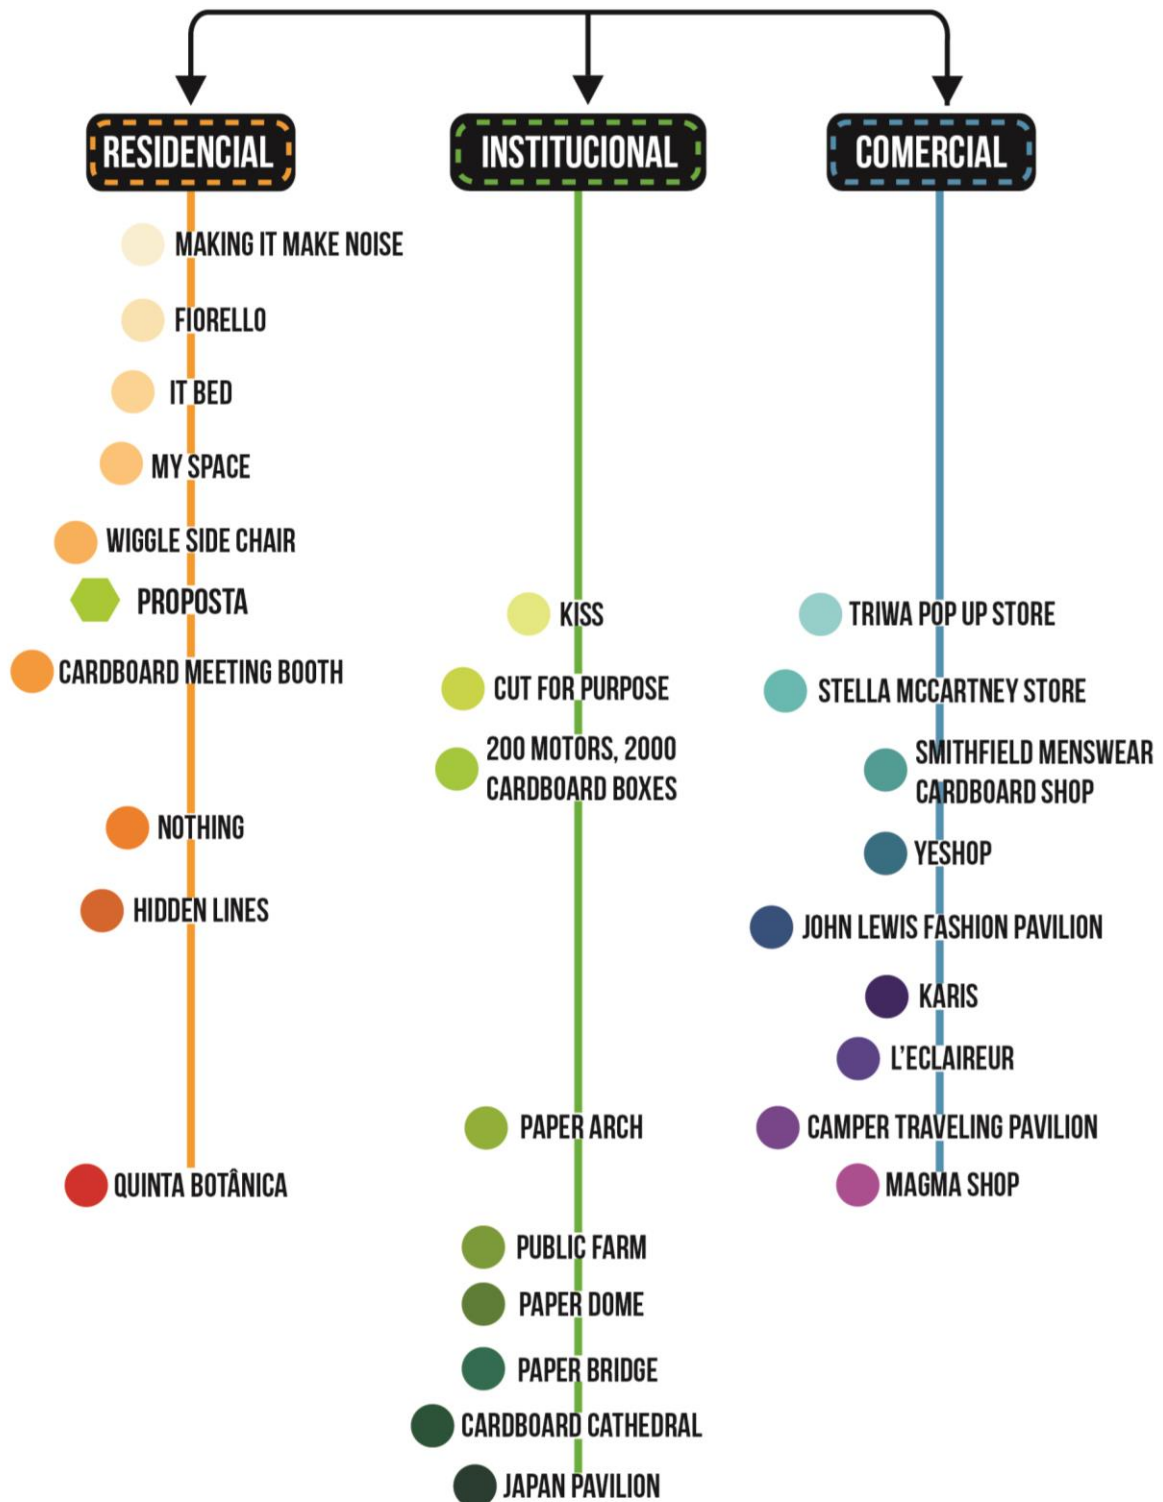 RESIDENCIAL
MAKING IT MAKE NOISE
FIORELLO
IT BED
MY SPACE
WIGGLE SIDE CHAIR
PROPOSTA
CARDBOARD MEETING BOOTH
NOTHING
HIDDEN LINES
QUINTA BOTÂNICA
INSTITUCIONAL
KISS
CUT FOR PURPOSE
200 MOTORS, 2000
CARDBOARD BOXES
PAPER ARCH
PUBLIC FARM
PAPER DOME
PAPER BRIDGE
CARDBOARD CATHEDRAL
JAPAN PAVILION
COMERCIAL
TRIWA POP UP STORE
STELLA MCCARTNEY STORE
SMITHFIELD MENSWEAR
CARDBOARD SHOP
YESHOP
JOHN LEWIS FASHION PAVILION
KARIS
L'ECLAIREUR
CAMPER TRAVELING PAVILION
MAGMA SHOP